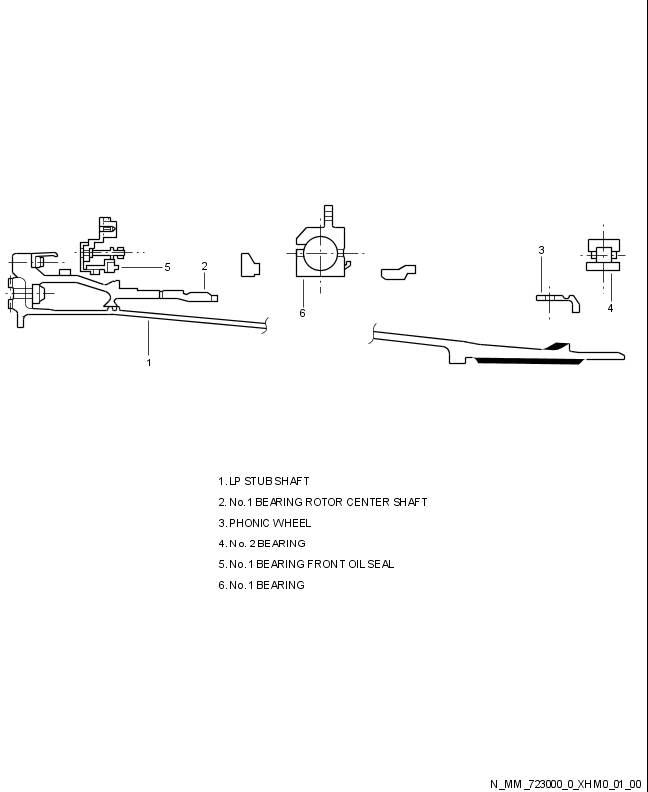 3
5
2
4
6
1
1. LP STUB SHAFT
2. No.1 BEARING ROTOR CENTER SHAFT
3. PHONIC WHEEL
4. No. 2 BEARING
5. No.1 BEARING FRONT OIL SEAL
6. No.1 BEARING
N_MM_723000_0_XHM0_01_00